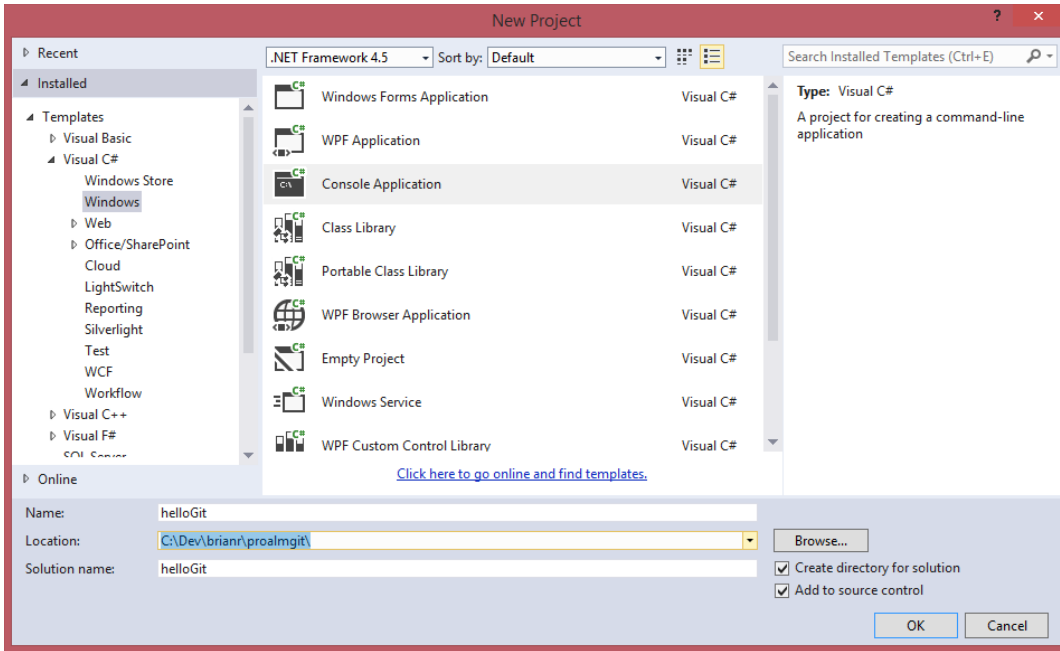 New Project
?
×
Recent
.NET Framework 4.5
Sort by: Default
Search Installed Templates (Ctrl+E)
Installed
Templates
Visual Basic
Visual C#
Windows Store
Windows
Web
Office/SharePoint
Cloud
LightSwitch
Reporting
Silverlight
Test
WCF
Workflow
Visual C++
Visual F#
SQL Server
Online
Windows Forms Application Visual C#
WPF Application Visual C#
Console Application Visual C#
Class Library Visual C#
Portable Class Library Visual C#
WPF Browser Application Visual C#
Empty Project Visual C#
Windows Service Visual C#
WPF Custom Control Library Visual C#
Click here to go online and find templates.
Type: Visual C#
A project for creating a command-line
application
Name: helloGit
Location: C:\Dev\brianr\proalmgit\
Browse...
Solution name: helloGit
Create directory for solution
Add to source control
OK
Cancel